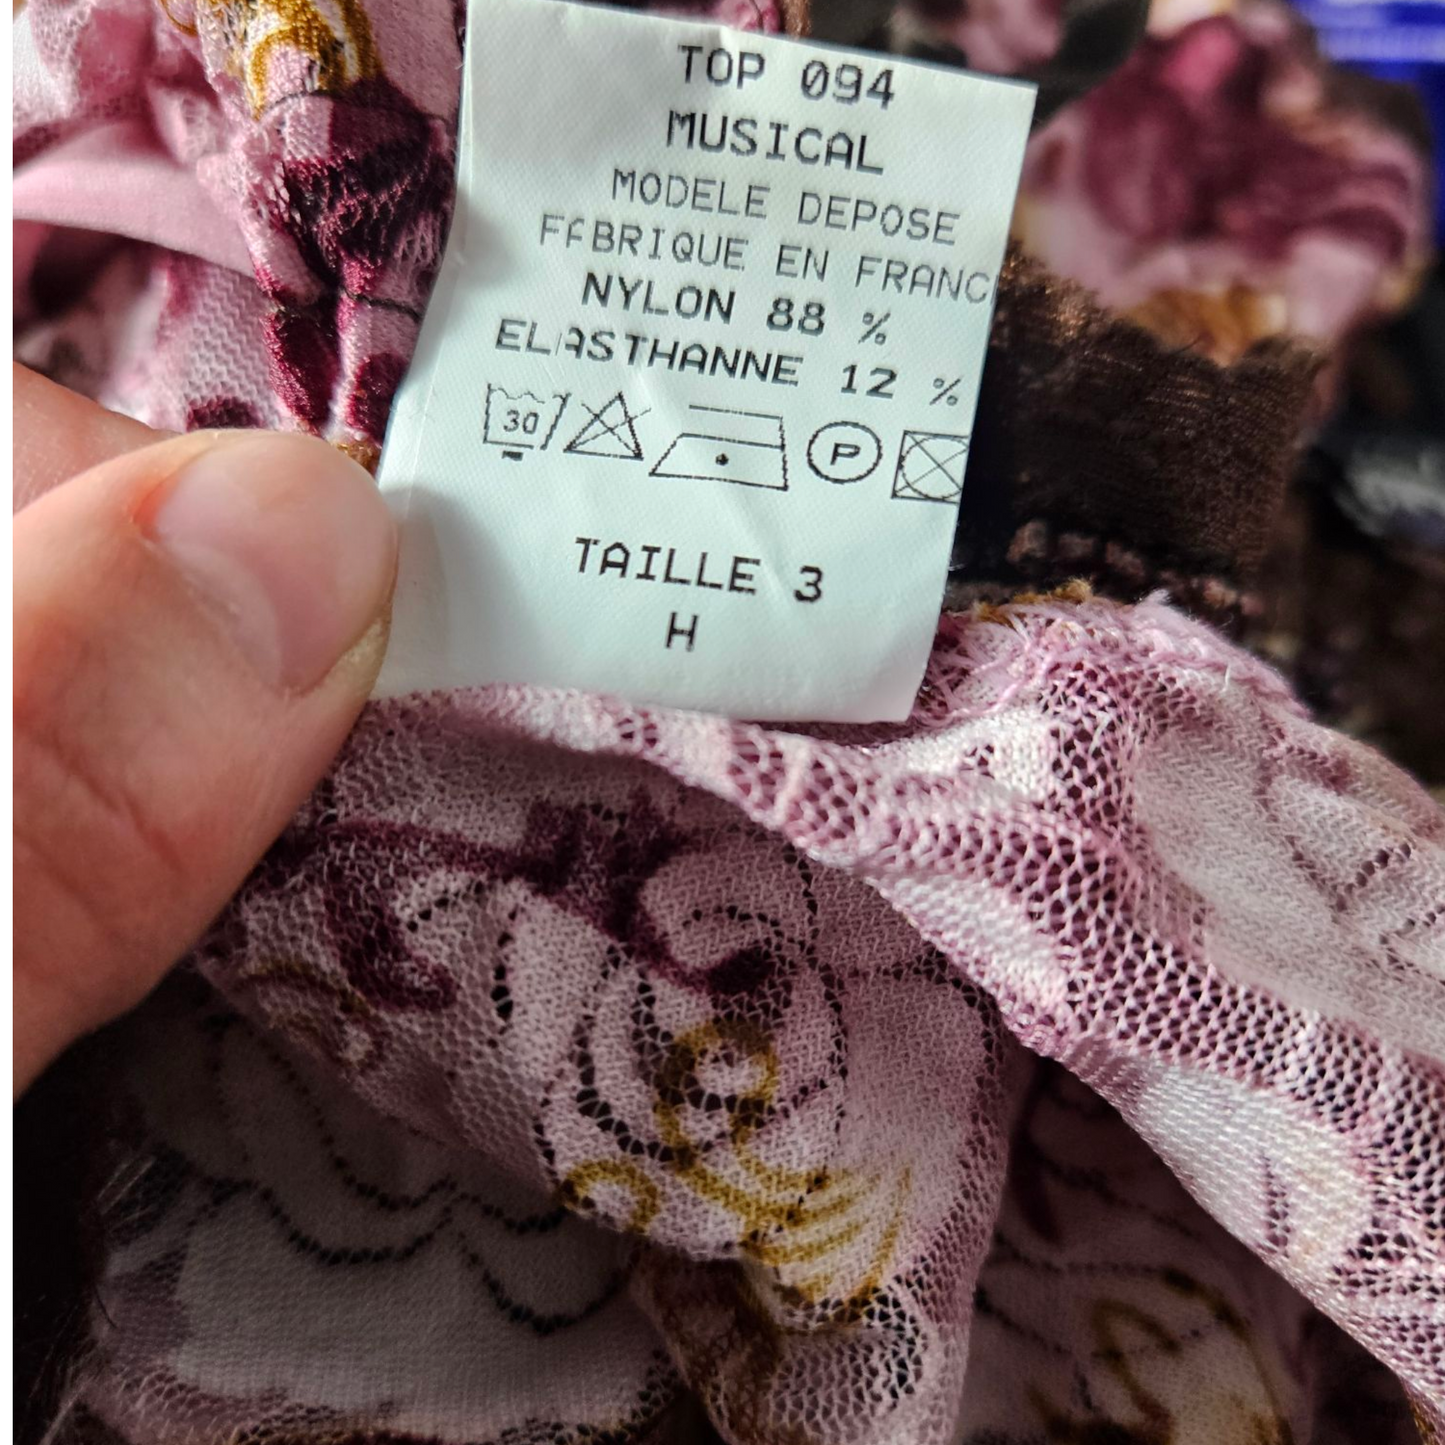 TOP 094
MUSICAL
MODELE DEPOSE
FABRIQUE EN FRANC
NYLON 88 %
ELASTHANNE 12 %
30 P
TAILLE 3
H